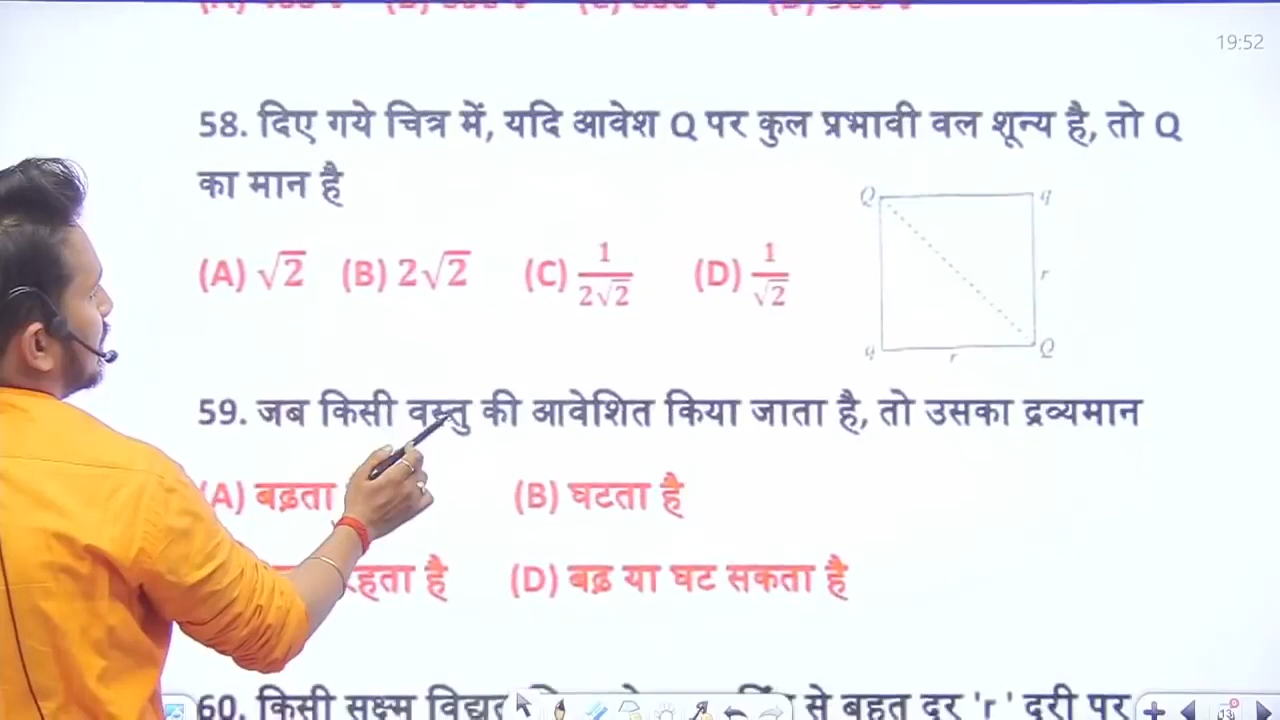 19:52
58. दिए गये चित्र में, यदि आवेश Q पर कुल प्रभावी वल शून्य है, तो Q
का मान है
(A) √2 (B) 2√2 (C) 1/2√2 (D) 1/√2
Q q
r
q r Q
59. जब किसी वस्तु की आवेशित किया जाता है, तो उसका द्रव्यमान
(A) बढ़ता (B) घटता है
रहता है (D) बढ़ या घट सकता है
60. किसी सूक्ष्म से बहुत दूर 'r' दूरी पर